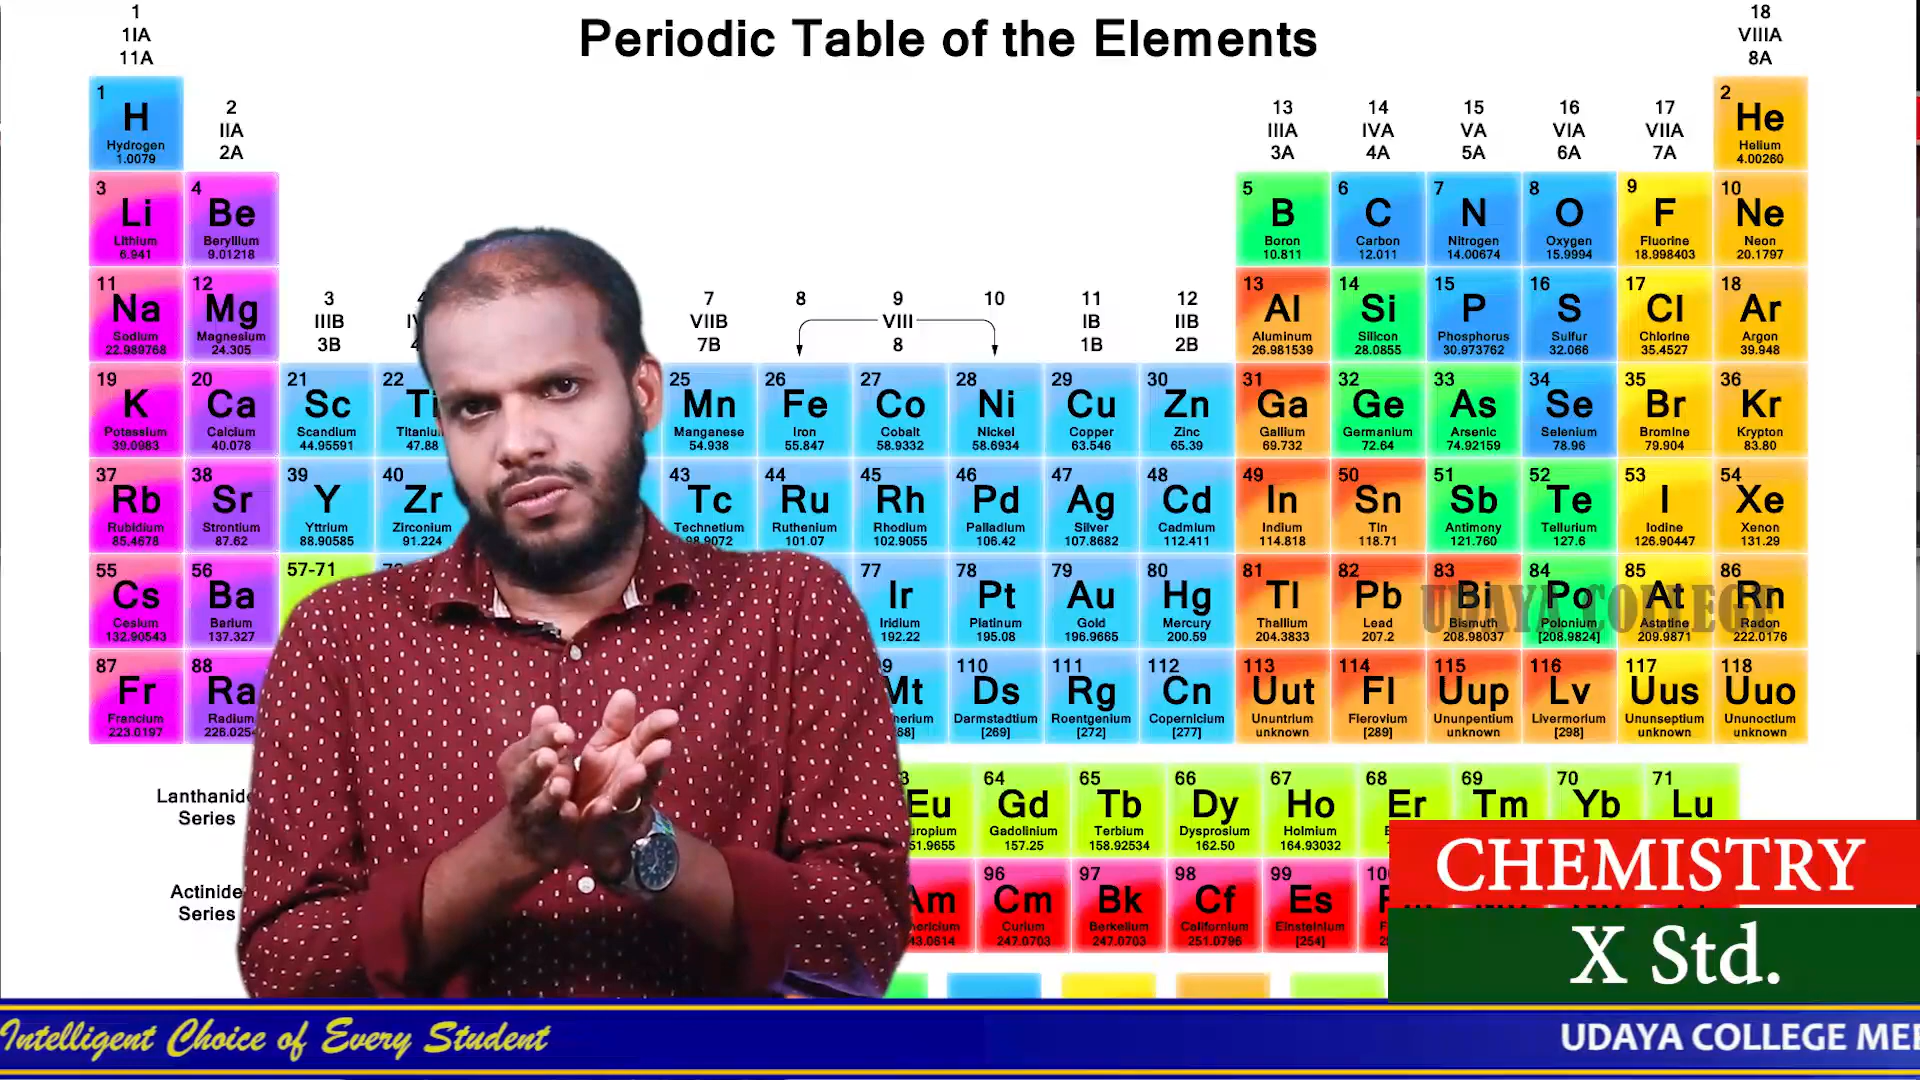 Periodic Table of the Elements
1
1IA
11A
18
VIIIA
8A
2
IIA
2A
13
IIIA
3A
14
IVA
4A
15
VA
5A
16
VIA
6A
17
VIIA
7A
1 H Hydrogen 1.0079
2 He Helium 4.00260
3 Li Lithium 6.941
4 Be Beryllium 9.01218
5 B Boron 10.811
6 C Carbon 12.011
7 N Nitrogen 14.00674
8 O Oxygen 15.9994
9 F Fluorine 18.998403
10 Ne Neon 20.1797
11 Na Sodium 22.989768
12 Mg Magnesium 24.305
3
IIIB
3B
7
VIIB
7B
8
9
10
VIII
8
11
IB
1B
12
IIB
2B
13 Al Aluminum 26.981539
14 Si Silicon 28.0855
15 P Phosphorus 30.973762
16 S Sulfur 32.066
17 Cl Chlorine 35.4527
18 Ar Argon 39.948
19 K Potassium 39.0983
20 Ca Calcium 40.078
21 Sc Scandium 44.95591
22 Ti 47.88
25 Mn Manganese 54.938
26 Fe Iron 55.847
27 Co Cobalt 58.9332
28 Ni Nickel 58.6934
29 Cu Copper 63.546
30 Zn Zinc 65.39
31 Ga Gallium 69.732
32 Ge Germanium 72.64
33 As Arsenic 74.92159
34 Se Selenium 78.96
35 Br Bromine 79.904
36 Kr Krypton 83.80
37 Rb Rubidium 85.4678
38 Sr Strontium 87.62
39 Y Yttrium 88.90585
40 Zr Zirconium 91.224
43 Tc Technetium 98.9072
44 Ru Ruthenium 101.07
45 Rh Rhodium 102.9055
46 Pd Palladium 106.42
47 Ag Silver 107.8682
48 Cd Cadmium 112.411
49 In Indium 114.818
50 Sn Tin 118.71
51 Sb Antimony 121.760
52 Te Tellurium 127.6
53 I Iodine 126.90447
54 Xe Xenon 131.29
55 Cs Cesium 132.90543
56 Ba Barium 137.327
57-71
77 Ir Iridium 192.22
78 Pt Platinum 195.08
79 Au Gold 196.9665
80 Hg Mercury 200.59
81 Tl Thallium 204.3833
82 Pb Lead 207.2
83 Bi Bismuth 208.98037
84 Po Polonium [208.9824]
85 At Astatine 209.9871
86 Rn Radon 222.0176
UDAYA COLLEGE
87 Fr Francium 223.0197
88 Ra Radium 226.0254
Mt
110 Ds Darmstadtium [269]
111 Rg Roentgenium [272]
112 Cn Copernicium [277]
113 Uut Ununtrium unknown
114 Fl Flerovium [289]
115 Uup Ununpentium unknown
116 Lv Livermorium [298]
117 Uus Ununseptium unknown
118 Uuo Ununoctium unknown
Lanthanide
Series
Eu
64 Gd Gadolinium 157.25
65 Tb Terbium 158.92534
66 Dy Dysprosium 162.50
67 Ho Holmium 164.93032
68 Er
69 Tm
70 Yb
71 Lu
Actinide
Series
Am
96 Cm Curium 247.0703
97 Bk Berkelium 247.0703
98 Cf Californium 251.0796
99 Es Einsteinium [254]
CHEMISTRY
X Std.
Intelligent Choice of Every Student
UDAYA COLLEGE